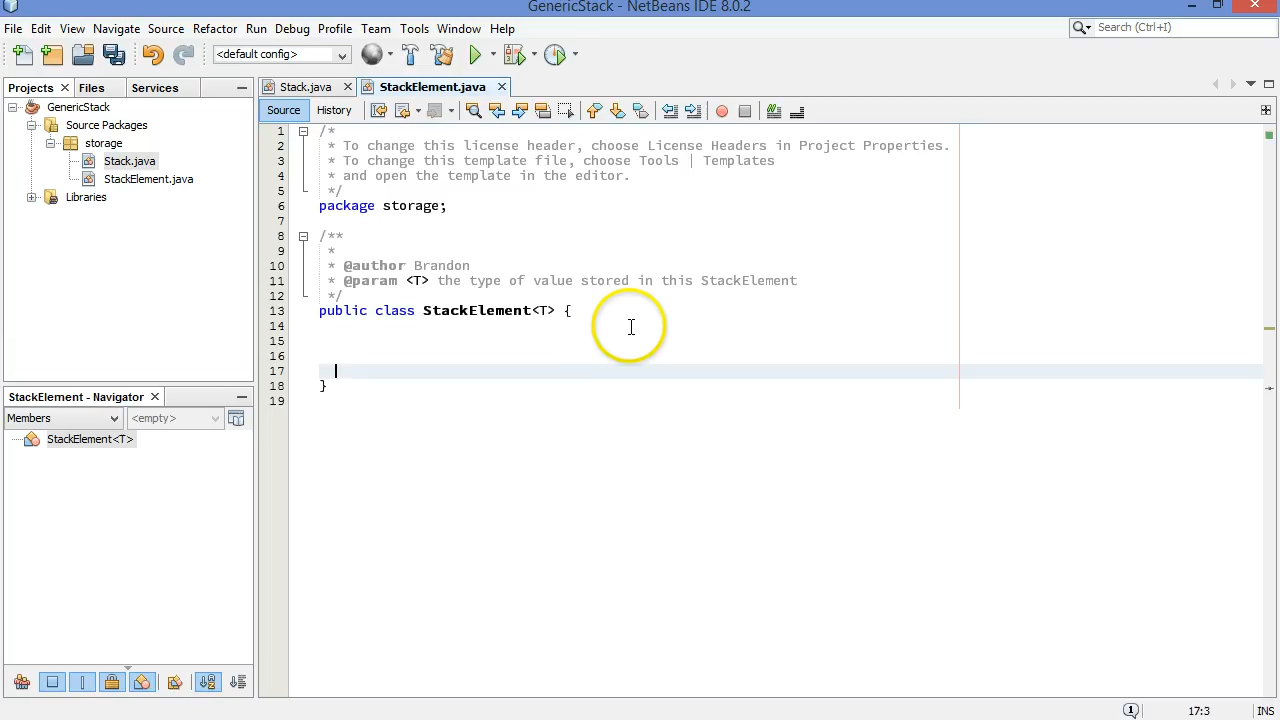 GenericStack - NetBeans IDE 8.0.2
File Edit View Navigate Source Refactor Run Debug Profile Team Tools Window Help
Search (Ctrl+I)
<default config>
Projects Files Services
Stack.java StackElement.java
GenericStack
Source Packages
storage
Stack.java
StackElement.java
Libraries
Source History
1 /*
2 * To change this license header, choose License Headers in Project Properties.
3 * To change this template file, choose Tools | Templates
4 * and open the template in the editor.
5 */
6 package storage;
7
8 /**
9 *
10 * @author Brandon
11 * @param <T> the type of value stored in this StackElement
12 */
13 public class StackElement<T> {
14
15
16
17
18 }
19
StackElement - Navigator
Members <empty>
StackElement<T>
1 17:3 INS